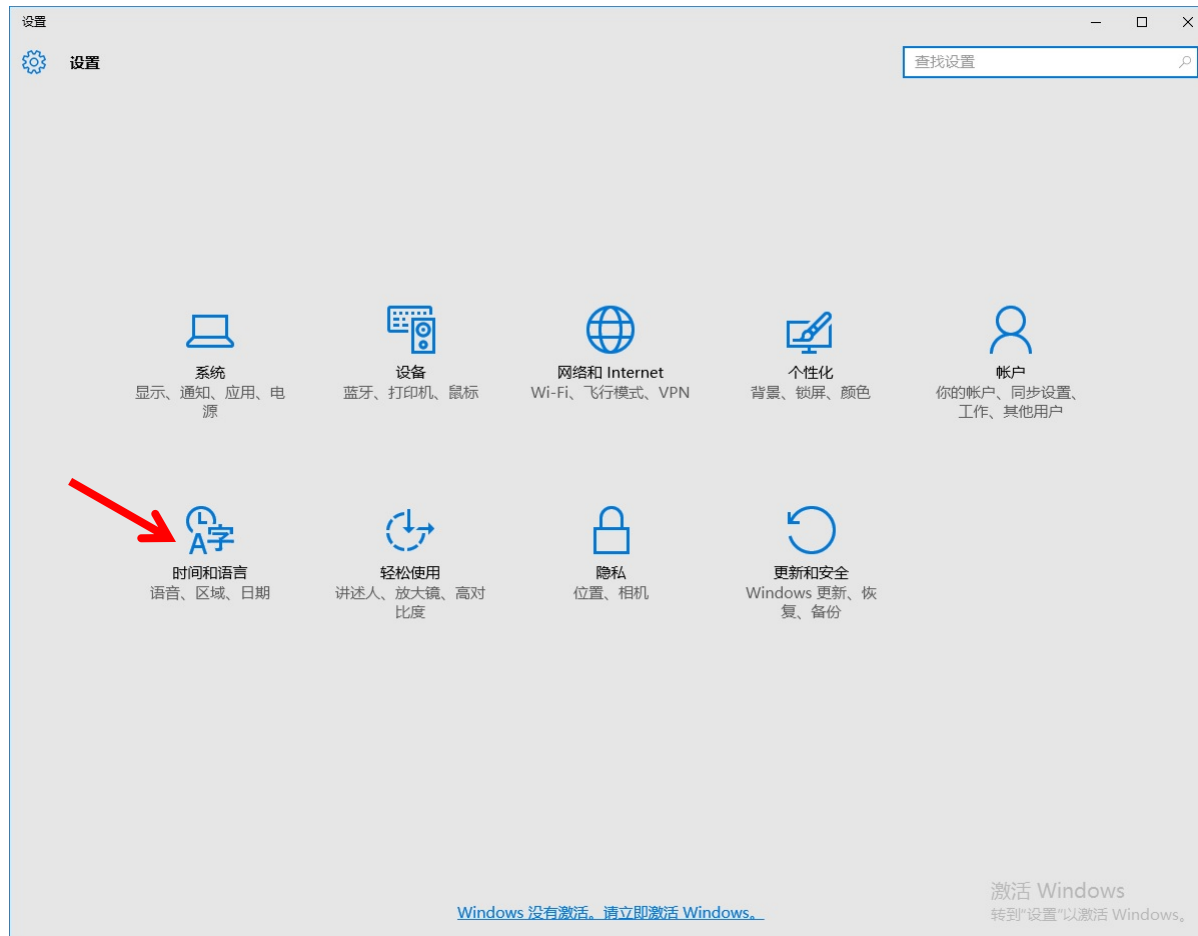 设置
设置
查找设置
系统
显示、通知、应用、电
源
设备
蓝牙、打印机、鼠标
网络和 Internet
Wi-Fi、飞行模式、VPN
个性化
背景、锁屏、颜色
帐户
你的帐户、同步设置、
工作、其他用户
A字
时间和语言
语音、区域、日期
轻松使用
讲述人、放大镜、高对
比度
隐私
位置、相机
更新和安全
Windows 更新、恢
复、备份
激活 Windows
转到"设置"以激活 Windows。
Windows 没有激活。请立即激活 Windows。